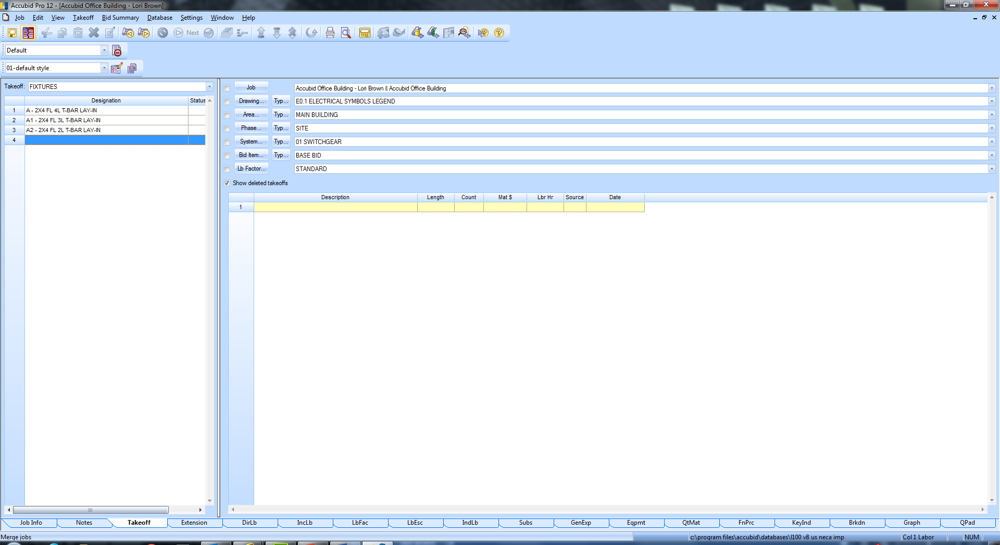 Accubid Pro 12 - [Accubid Office Building - Lori Brown]
Job Edit View Takeoff Bid Summary Database Settings Window Help
Next
Default
01-default style
Takeoff: FIXTURES
Designation Status
1 A - 2X4 FL 4L T-BAR LAY-IN
2 A1 - 2X4 FL 3L T-BAR LAY-IN
3 A2 - 2X4 FL 2L T-BAR LAY-IN
4
Job Accubid Office Building - Lori Brown || Accubid Office Building
Drawing... Typ... E0.1 ELECTRICAL SYMBOLS LEGEND
Area... Typ... MAIN BUILDING
Phase... Typ... SITE
System... Typ... 01 SWITCHGEAR
Bid Item... Typ... BASE BID
Lb Factor... STANDARD
Show deleted takeoffs
Description Length Count Mat $ Lbr Hr Source Date
1
Job Info Notes Takeoff Extension DirLb IncLb LbFac LbEsc IndLb Subs GenExp Eqpmt QtMat FnPrc KeyInd Brkdn Graph QPad
Merge jobs c:\program files\accubid\databases\l100 v8 us neca imp Col 1 Labor NUM